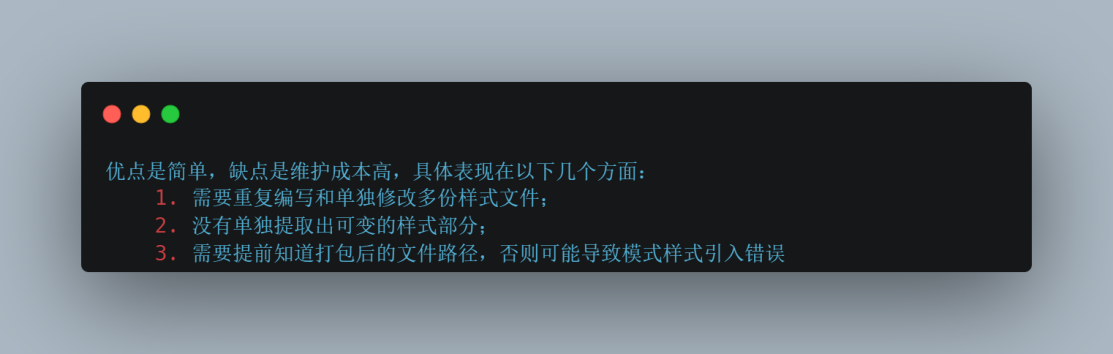 优点是简单，缺点是维护成本高，具体表现在以下几个方面：
1. 需要重复编写和单独修改多份样式文件；
2. 没有单独提取出可变的样式部分；
3. 需要提前知道打包后的文件路径，否则可能导致模式样式引入错误